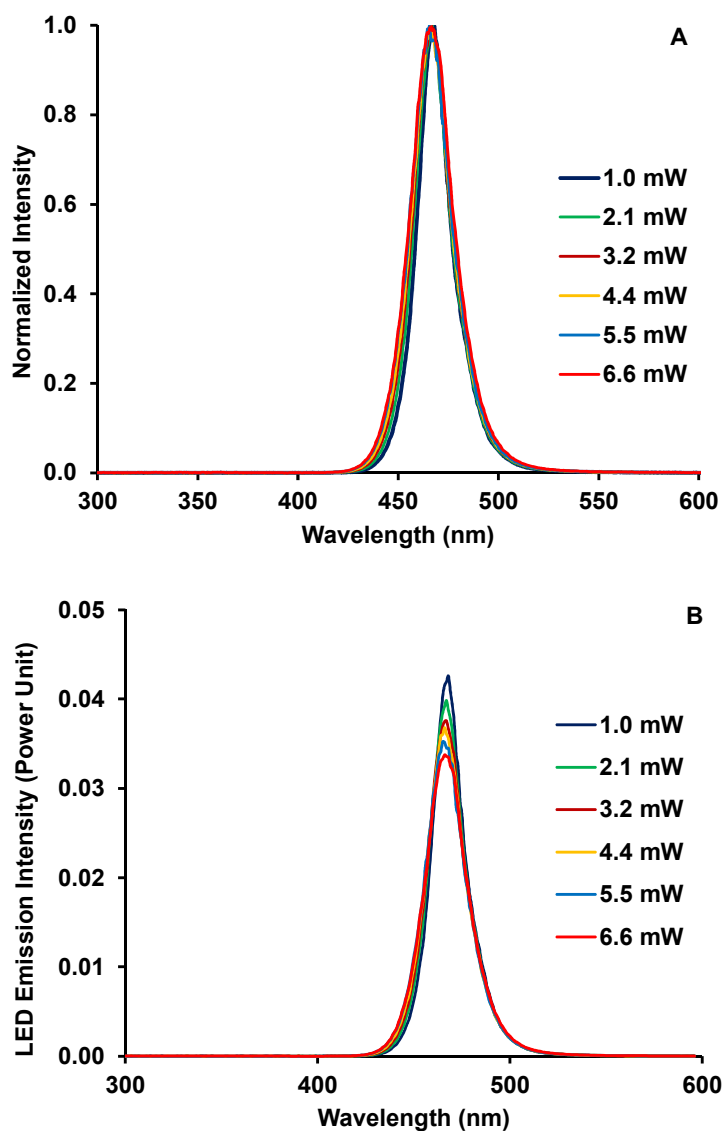 A
1.0
0.8
0.6
0.4
0.2
0.0
Normalized Intensity
1.0 mW
2.1 mW
3.2 mW
4.4 mW
5.5 mW
6.6 mW
300 350 400 450 500 550 600
Wavelength (nm)
B
0.05
0.04
0.03
0.02
0.01
0.00
LED Emission Intensity (Power Unit)
1.0 mW
2.1 mW
3.2 mW
4.4 mW
5.5 mW
6.6 mW
300 400 500 600
Wavelength (nm)